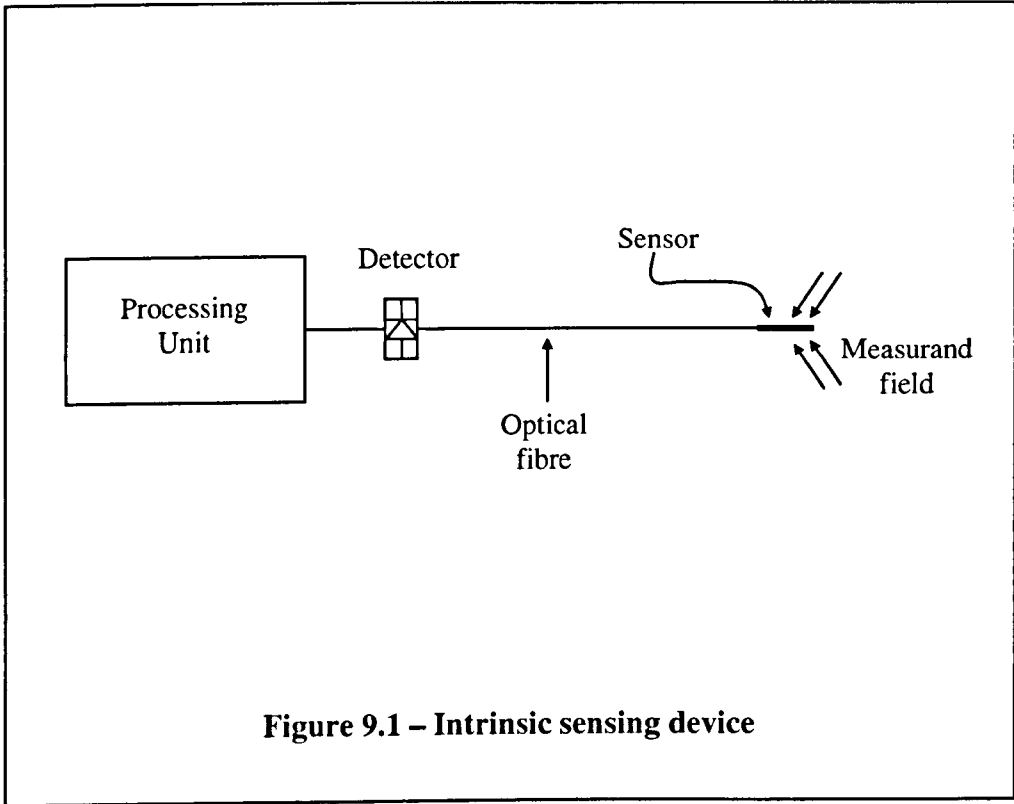 Sensor
Detector
Processing
Unit
Measurand
field
Optical
fibre
Figure 9.1 – Intrinsic sensing device